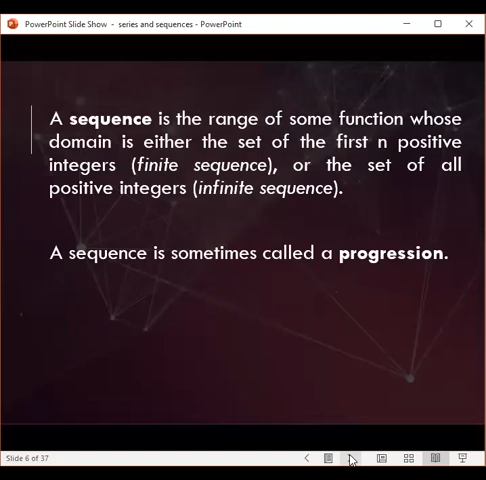 PowerPoint Slide Show - series and sequences - PowerPoint
A sequence is the range of some function whose
domain is either the set of the first n positive
integers (finite sequence), or the set of all
positive integers (infinite sequence).
A sequence is sometimes called a progression.
Slide 6 of 37